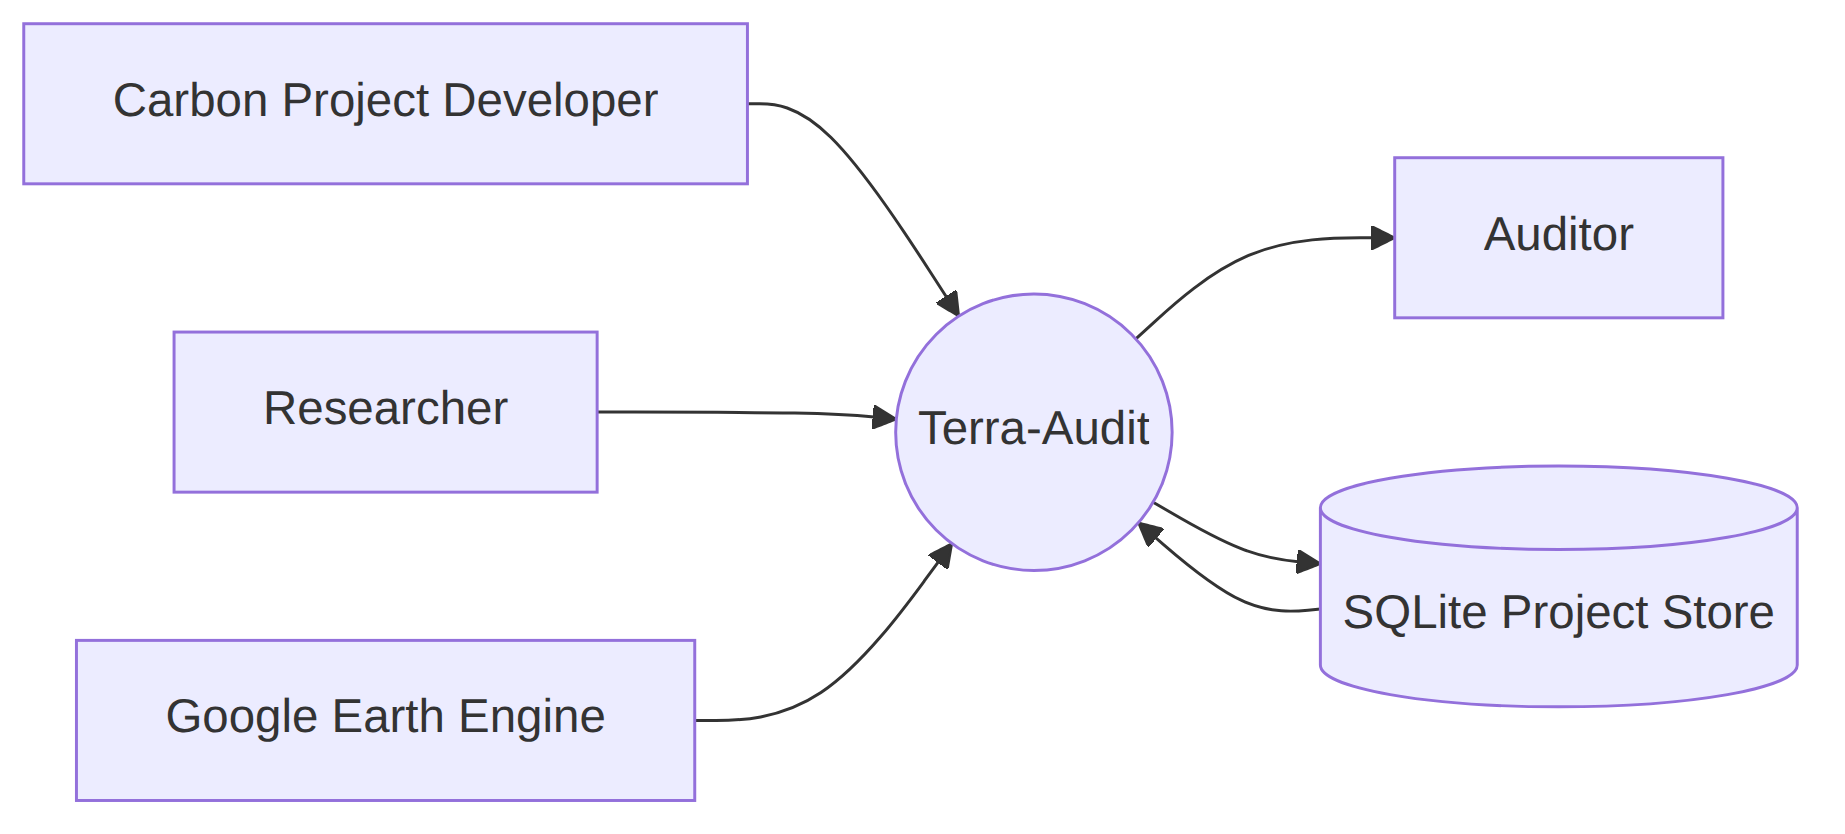 Carbon Project Developer
Researcher
Google Earth Engine
Terra-Audit
Auditor
SQLite Project Store